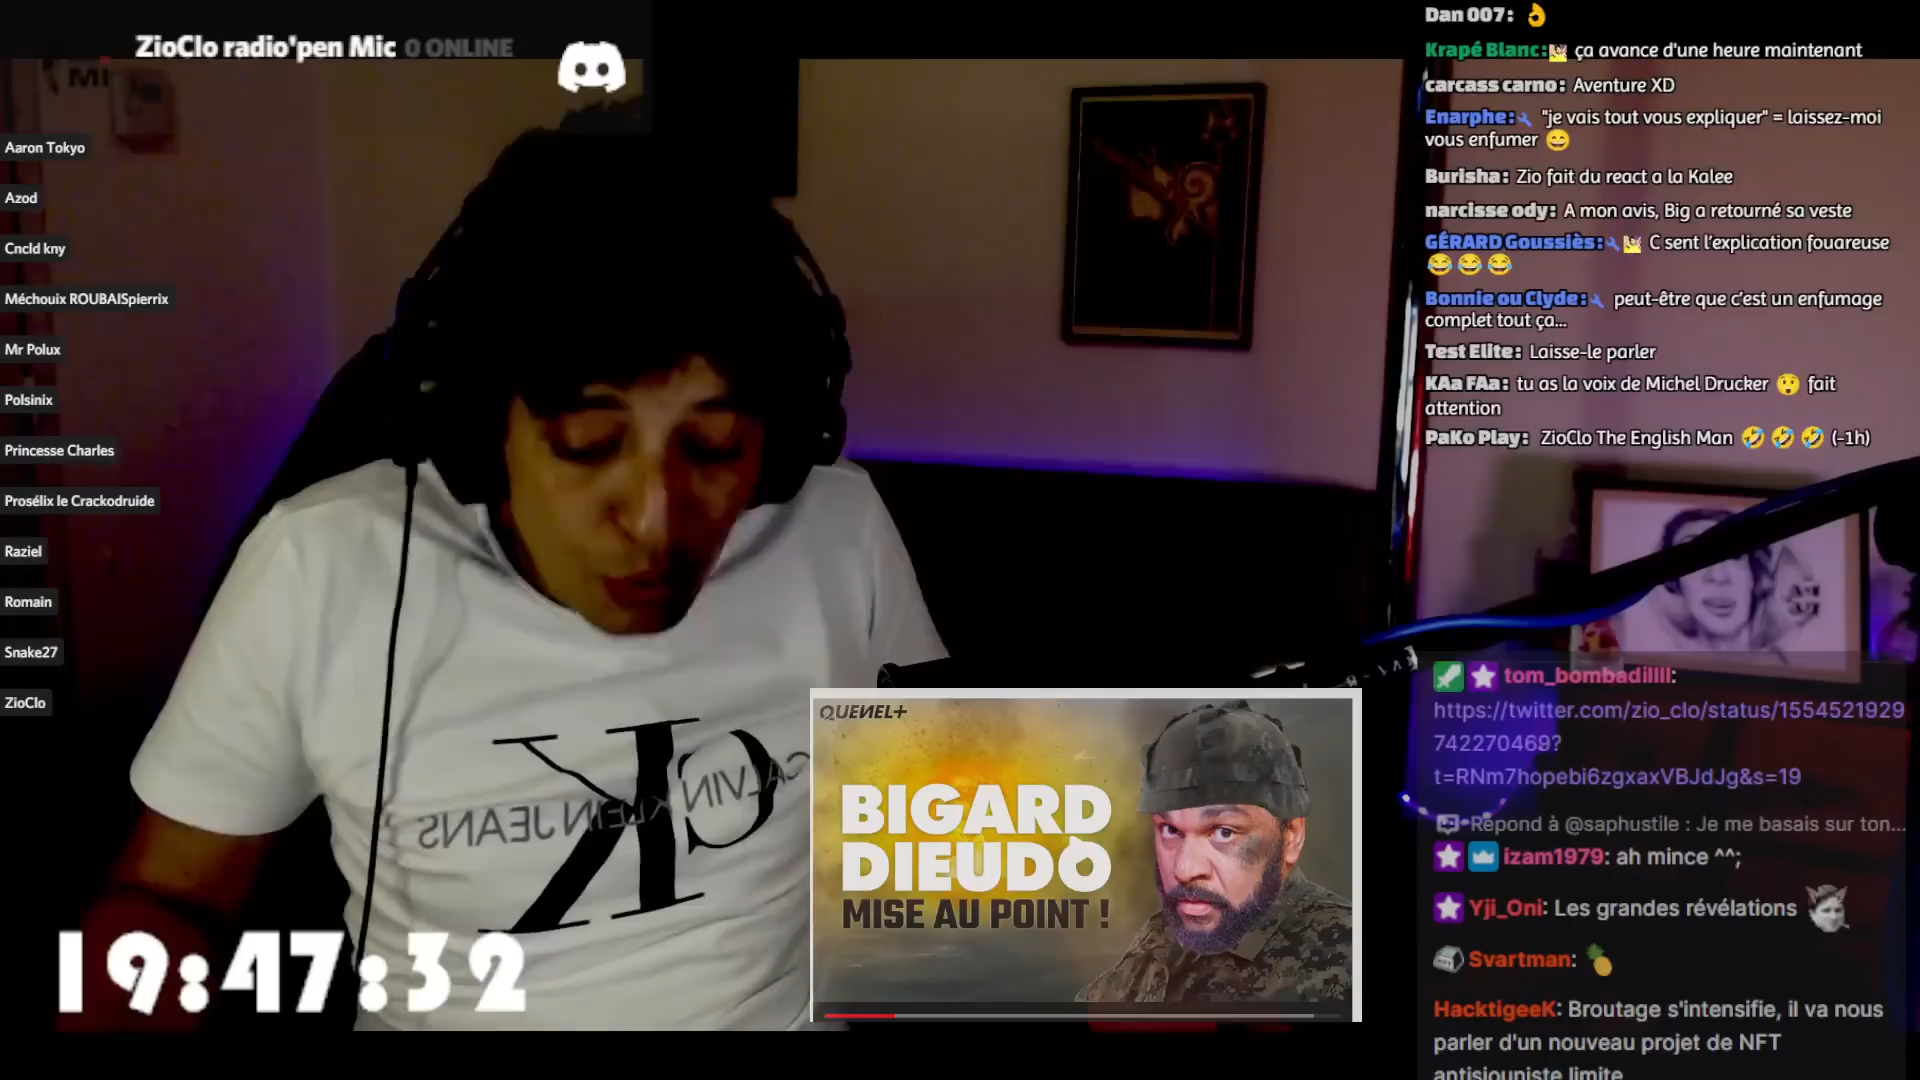 ZioClo radio'pen Mic 0 ONLINE
Aaron Tokyo
Azod
Cncld kny
Méchouix ROUBAISpierrix
Mr Polux
Polsinix
Princesse Charles
Prosélix le Crackodruide
Raziel
Romain
Snake27
ZioClo
CALVIN KLEIN JEANS
19:47:32
QUENEL+
BIGARD
DIEUDO
MISE AU POINT !
Dan 007: 👌
Krapé Blanc: ça avance d'une heure maintenant
carcass carno: Aventure XD
Enarphe: "je vais tout vous expliquer" = laissez-moi
vous enfumer 😄
Burisha: Zio fait du react a la Kalee
narcisse ody: A mon avis, Big a retourné sa veste
GÉRARD Goussiès: C sent l'explication fouareuse
😂😂😂
Bonnie ou Clyde: peut-être que c'est un enfumage
complet tout ça...
Test Elite: Laisse-le parler
KAa FAa: tu as la voix de Michel Drucker 😲 fait
attention
PaKo Play: ZioClo The English Man 🤣🤣🤣 (-1h)
tom_bombadillll:
https://twitter.com/zio_clo/status/1554521929
742270469?
t=RNm7hopebi6zgxaxVBJdJg&s=19
Répond à @saphustile : Je me basais sur ton...
izam1979: ah mince ^^;
Yji_Oni: Les grandes révélations
Svartman: 🍍
HacktigeeK: Broutage s'intensifie, il va nous
parler d'un nouveau projet de NFT
antisiouniste limite